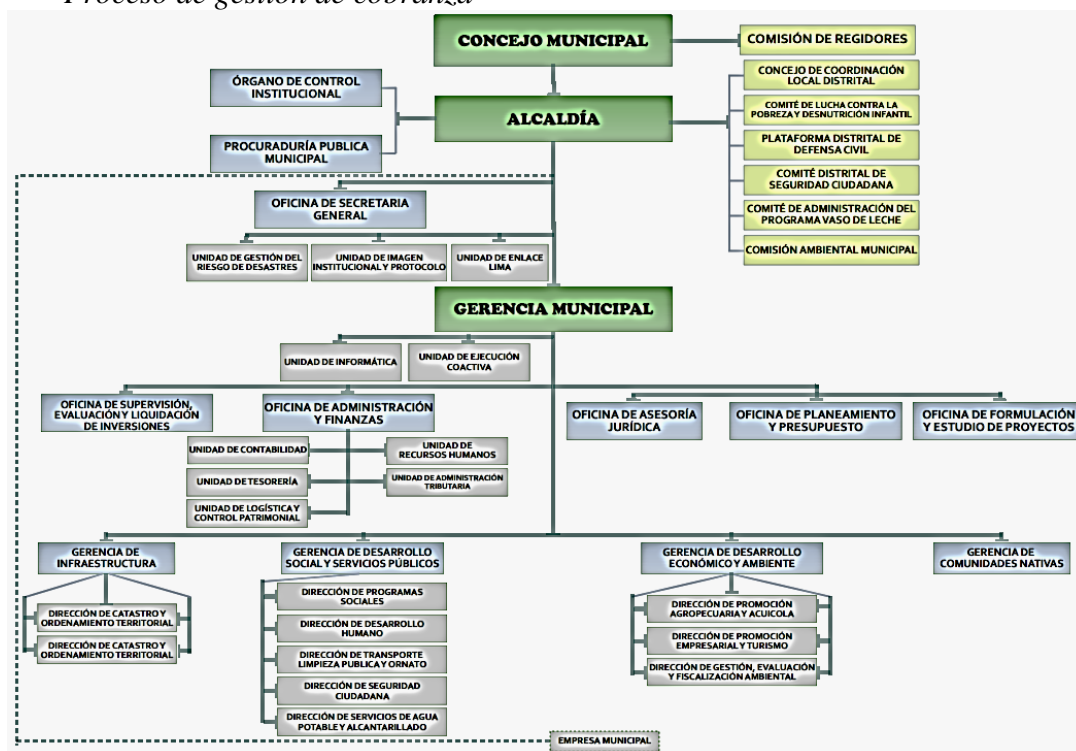 Proceso de gestión de cobranza
CONCEJO MUNICIPAL
COMISIÓN DE REGIDORES
ÓRGANO DE CONTROL
INSTITUCIONAL
PROCURADURÍA PUBLICA
MUNICIPAL
ALCALDÍA
CONCEJO DE COORDINACIÓN
LOCAL DISTRITAL
COMITÉ DE LUCHA CONTRA LA
POBREZA Y DESNUTRICIÓN INFANTIL
PLATAFORMA DISTRITAL DE
DEFENSA CIVIL
COMITÉ DISTRITAL DE
SEGURIDAD CIUDADANA
COMITÉ DE ADMINISTRACIÓN DEL
PROGRAMA VASO DE LECHE
COMISIÓN AMBIENTAL MUNICIPAL
OFICINA DE SECRETARIA
GENERAL
UNIDAD DE GESTIÓN DEL
RIESGO DE DESASTRES
UNIDAD DE IMAGEN
INSTITUCIONAL Y PROTOCOLO
UNIDAD DE ENLACE
LIMA
GERENCIA MUNICIPAL
UNIDAD DE INFORMÁTICA
UNIDAD DE EJECUCIÓN
COACTIVA
OFICINA DE SUPERVISIÓN,
EVALUACIÓN Y LIQUIDACIÓN
DE INVERSIONES
OFICINA DE ADMINISTRACIÓN
Y FINANZAS
OFICINA DE ASESORÍA
JURÍDICA
OFICINA DE PLANEAMIENTO
Y PRESUPUESTO
OFICINA DE FORMULACIÓN
Y ESTUDIO DE PROYECTOS
UNIDAD DE CONTABILIDAD
UNIDAD DE
RECURSOS HUMANOS
UNIDAD DE TESORERÍA
UNIDAD DE ADMINISTRACIÓN
TRIBUTARIA
UNIDAD DE LOGÍSTICA Y
CONTROL PATRIMONIAL
GERENCIA DE
INFRAESTRUCTURA
DIRECCIÓN DE CATASTRO Y
ORDENAMIENTO TERRITORIAL
DIRECCIÓN DE CATASTRO Y
ORDENAMIENTO TERRITORIAL
GERENCIA DE DESARROLLO
SOCIAL Y SERVICIOS PÚBLICOS
DIRECCIÓN DE PROGRAMAS
SOCIALES
DIRECCIÓN DE DESARROLLO
HUMANO
DIRECCIÓN DE TRANSPORTE
LIMPIEZA PUBLICA Y ORNATO
DIRECCIÓN DE SEGURIDAD
CIUDADANA
DIRECCIÓN DE SERVICIOS DE AGUA
POTABLE Y ALCANTARILLADO
GERENCIA DE DESARROLLO
ECONÓMICO Y AMBIENTE
DIRECCIÓN DE PROMOCIÓN
AGROPECUARIA Y ACUICOLA
DIRECCIÓN DE PROMOCIÓN
EMPRESARIAL Y TURISMO
DIRECCIÓN DE GESTIÓN, EVALUACIÓN
Y FISCALIZACIÓN AMBIENTAL
GERENCIA DE
COMUNIDADES NATIVAS
EMPRESA MUNICIPAL